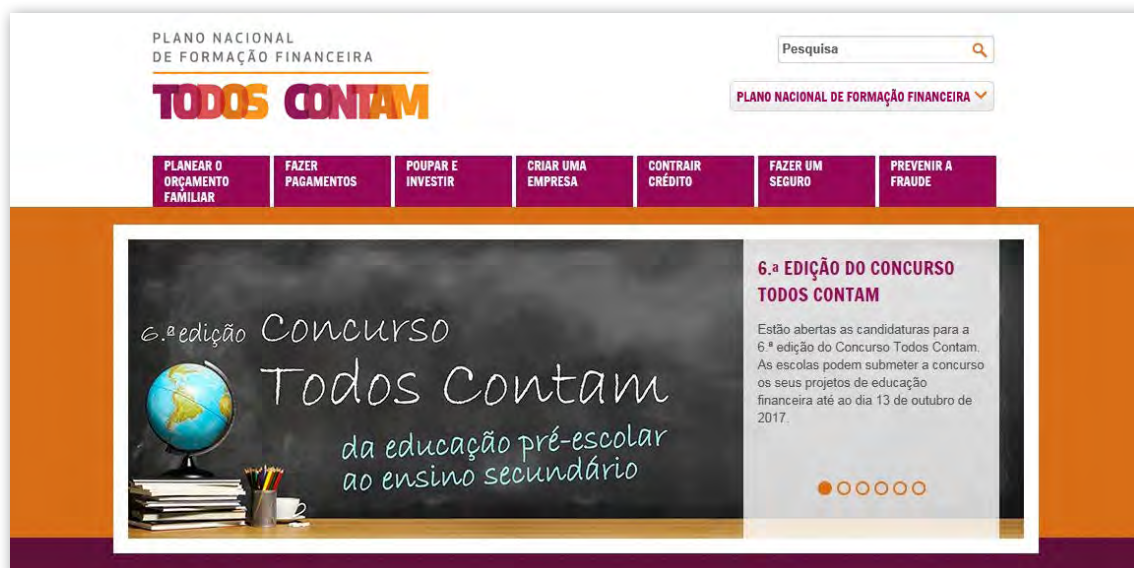 PLANO NACIONAL
DE FORMAÇÃO FINANCEIRA
TODOS CONTAM
Pesquisa
PLANO NACIONAL DE FORMAÇÃO FINANCEIRA
PLANEAR O
ORÇAMENTO
FAMILIAR
FAZER
PAGAMENTOS
POUPAR E
INVESTIR
CRIAR UMA
EMPRESA
CONTRAIR
CRÉDITO
FAZER UM
SEGURO
PREVENIR A
FRAUDE
6.ª edição Concurso
Todos Contam
da educação pré-escolar
ao ensino secundário
6.ª EDIÇÃO DO CONCURSO
TODOS CONTAM
Estão abertas as candidaturas para a
6.ª edição do Concurso Todos Contam.
As escolas podem submeter a concurso
os seus projetos de educação
financeira até ao dia 13 de outubro de
2017.